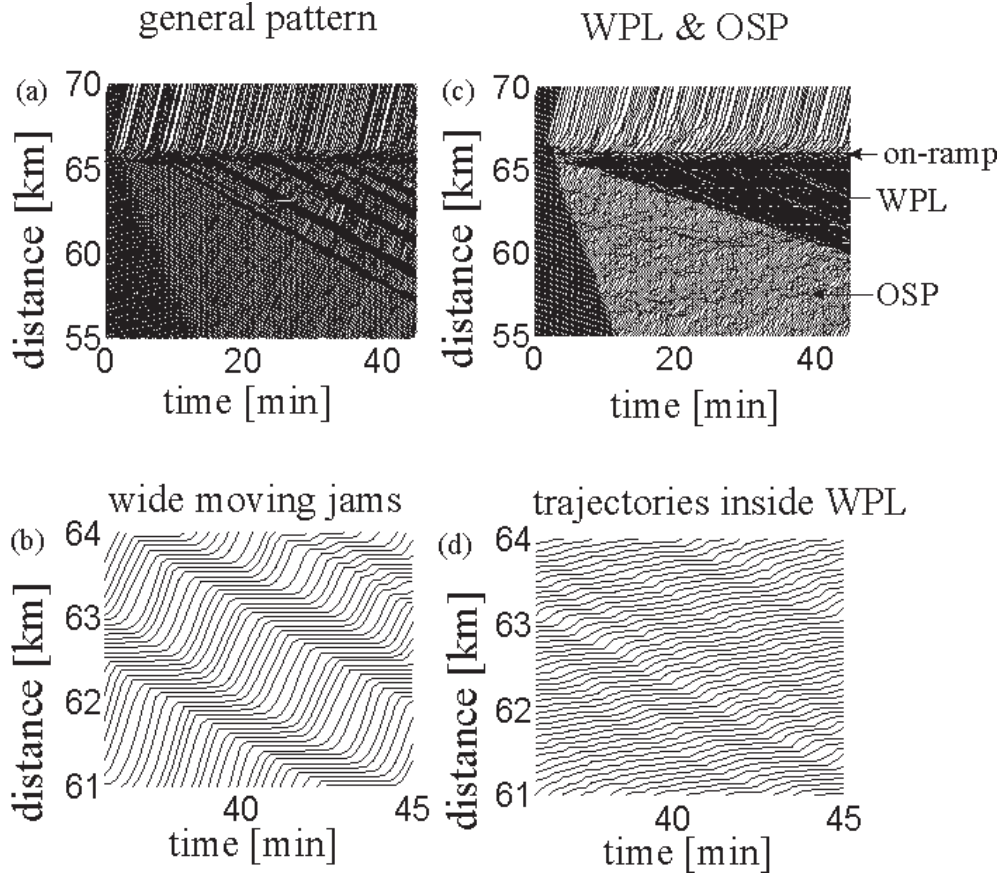 general pattern
WPL & OSP
(a)
distance [km]
70
65
60
55
0
20
40
time [min]
(c)
distance [km]
70
65
60
55
0
20
40
time [min]
on-ramp
WPL
OSP
wide moving jams
(b)
distance [km]
64
63
62
61
40
45
time [min]
trajectories inside WPL
(d)
distance [km]
64
63
62
61
40
45
time [min]